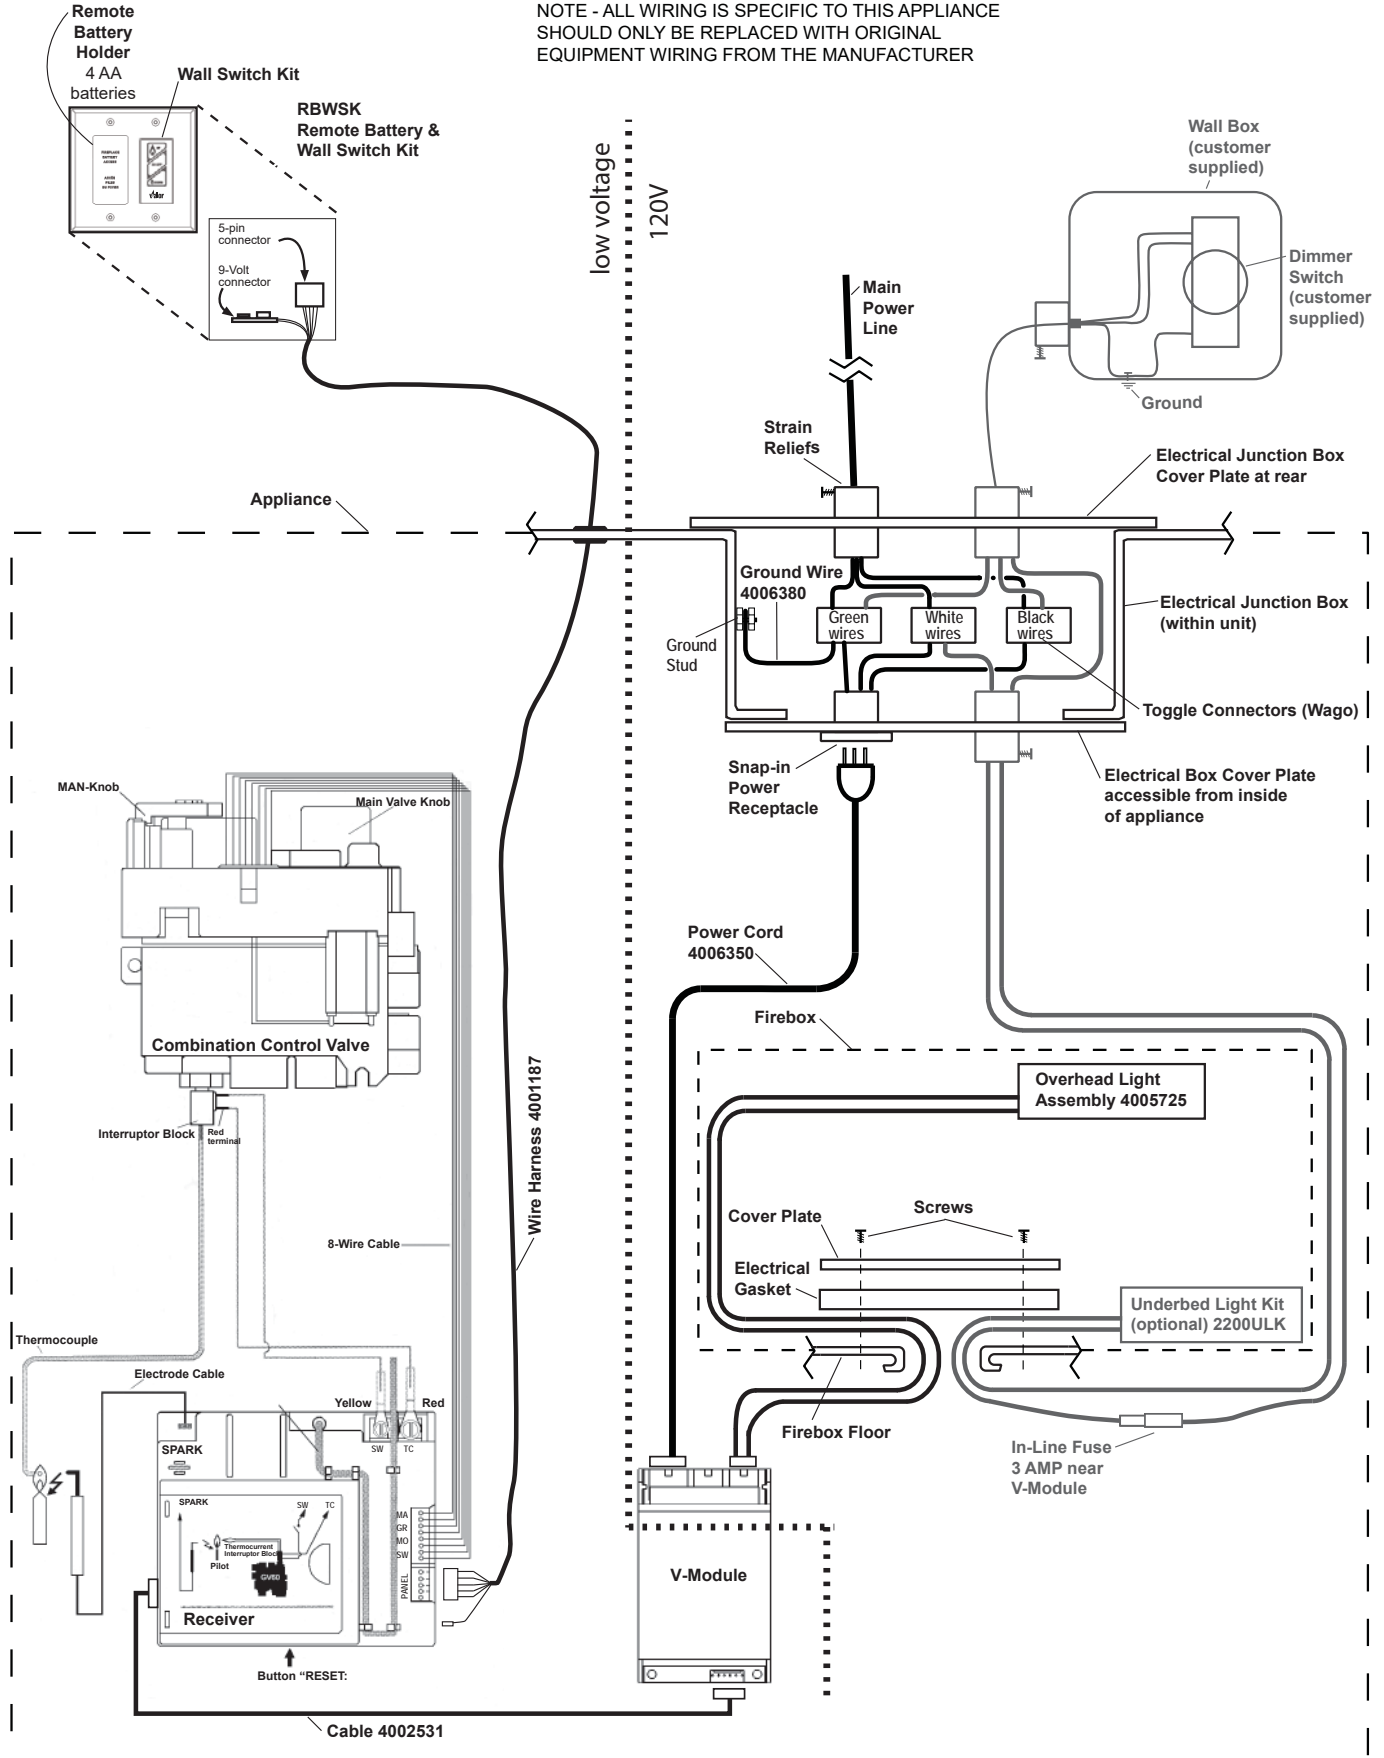 Remote
Battery
Holder
4 AA
batteries
Wall Switch Kit
NOTE - ALL WIRING IS SPECIFIC TO THIS APPLIANCE
SHOULD ONLY BE REPLACED WITH ORIGINAL
EQUIPMENT WIRING FROM THE MANUFACTURER
RBWSK
Remote Battery &
Wall Switch Kit
5-pin
connector
9-Volt
connector
low voltage
120V
Wall Box
(customer
supplied)
Dimmer
Switch
(customer
supplied)
Ground
Main
Power
Line
Strain
Reliefs
Electrical Junction Box
Cover Plate at rear
Appliance
Ground Wire
4006380
Green
wires
White
wires
Black
wires
Ground
Stud
Electrical Junction Box
(within unit)
Toggle Connectors (Wago)
Snap-in
Power
Receptacle
Electrical Box Cover Plate
accessible from inside
of appliance
MAN-Knob
Main Valve Knob
Combination Control Valve
Interruptor Block
Red
terminal
Power Cord
4006350
Firebox
Overhead Light
Assembly 4005725
Wire Harness 4001187
8-Wire Cable
Screws
Cover Plate
Electrical
Gasket
Underbed Light Kit
(optional) 2200ULK
Thermocouple
Electrode Cable
Yellow
Red
SW
TC
SPARK
Firebox Floor
In-Line Fuse
3 AMP near
V-Module
SPARK
SW
TC
Thermocurrent
Interruptor Block
Pilot
GV60
MA
GR
MO
SW
PANEL
Receiver
V-Module
Button “RESET:
Cable 4002531